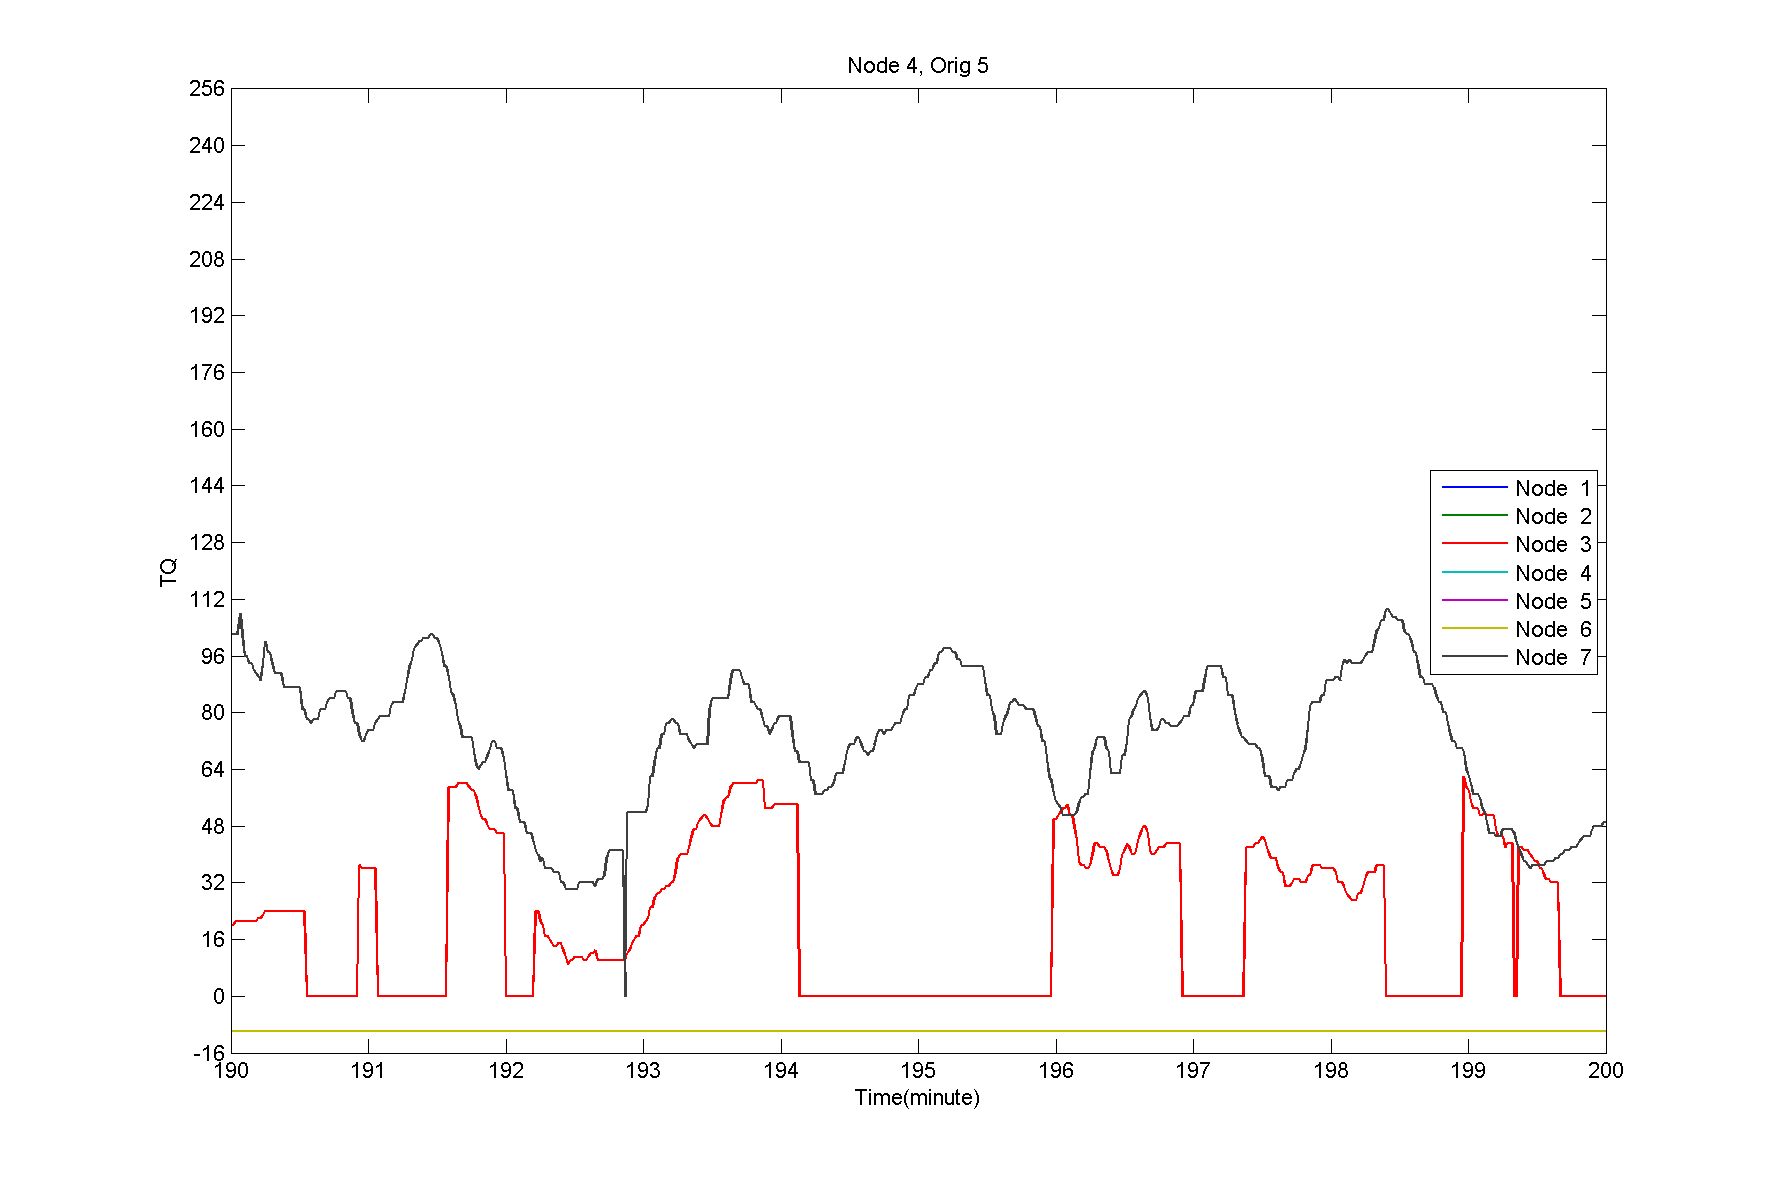 Node 4, Orig 5
256
240
224
208
192
176
160
144
128
112
96
80
64
48
32
16
0
-16
TQ
Node 1
Node 2
Node 3
Node 4
Node 5
Node 6
Node 7
190 191 192 193 194 195 196 197 198 199 200
Time(minute)